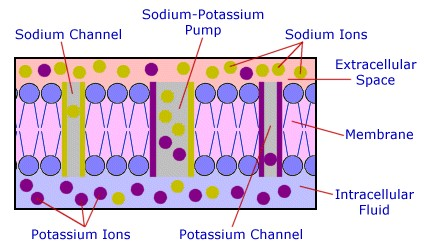 Sodium-Potassium
Pump
Sodium Channel
Sodium Ions
Extracellular
Space
Membrane
Intracellular
Fluid
Potassium Ions
Potassium Channel